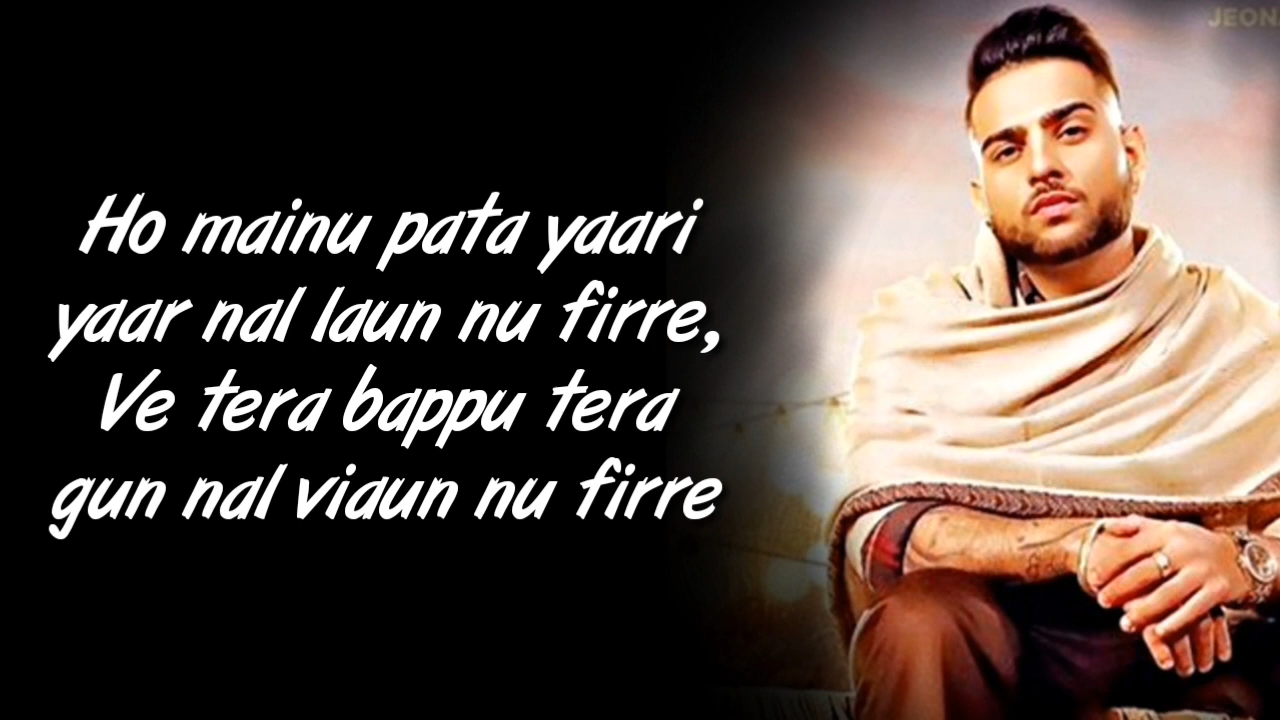 JEON
Ho mainu pata yaari
yaar nal laun nu firre,
Ve tera bappu tera
gun nal viaun nu firre